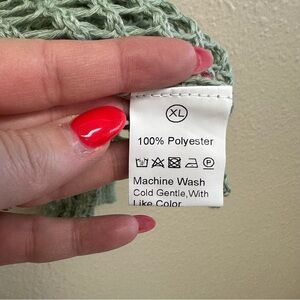 XL
100% Polyester
Machine Wash
Cold Gentle,With
Like Color